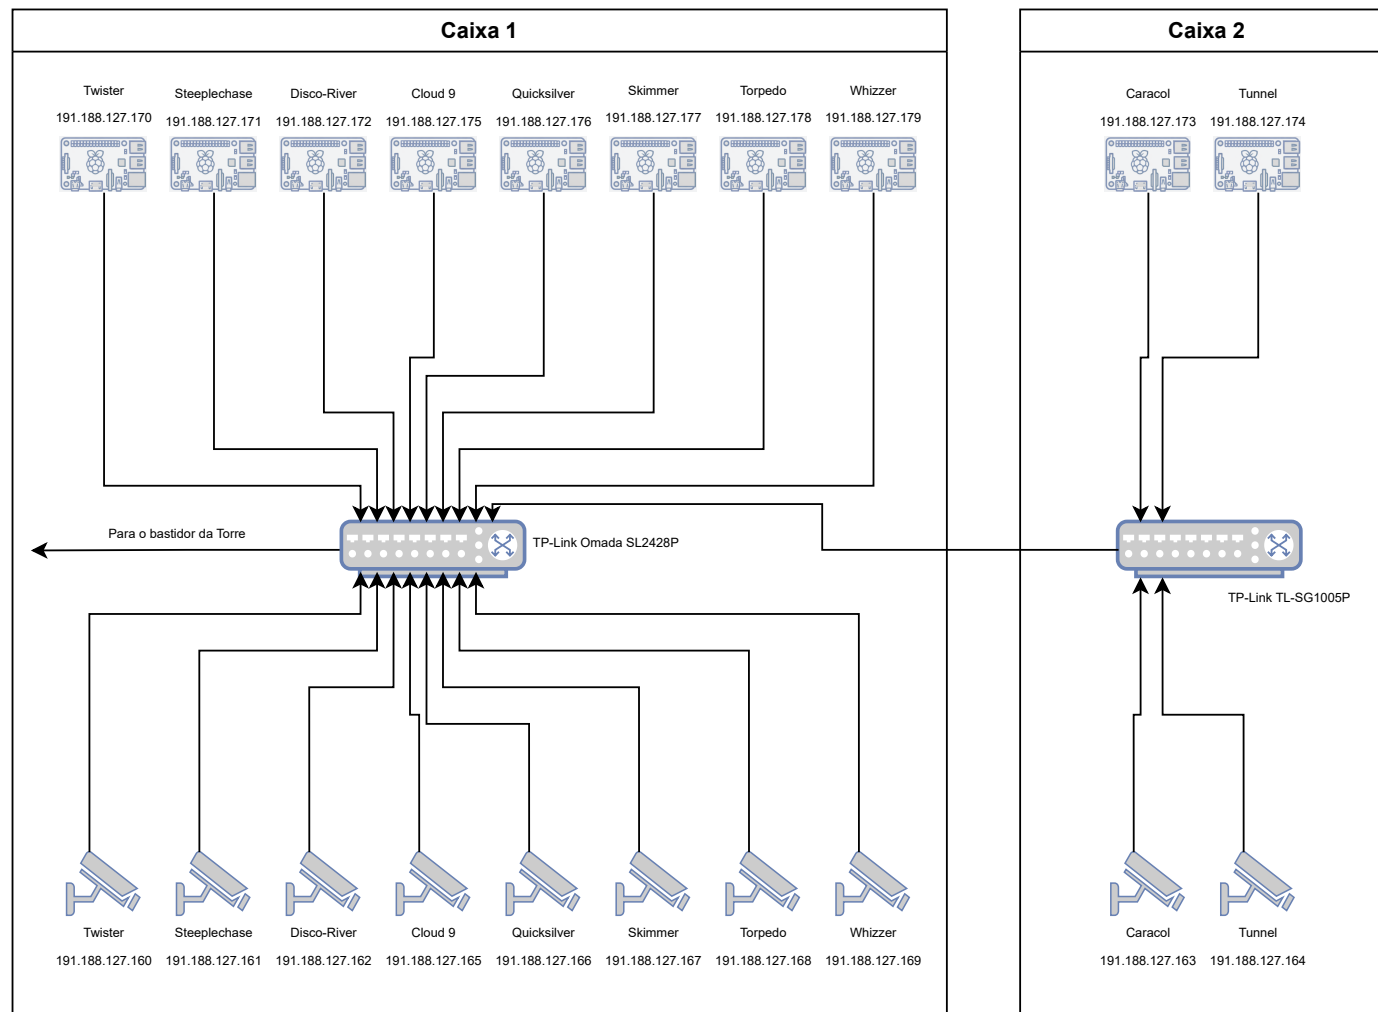 Caixa 1
Caixa 2
Twister
Steeplechase
Disco-River
Cloud 9
Quicksilver
Skimmer
Torpedo
Whizzer
Caracol
Tunnel
191.188.127.170
191.188.127.171
191.188.127.172
191.188.127.175
191.188.127.176
191.188.127.177
191.188.127.178
191.188.127.179
191.188.127.173
191.188.127.174
Para o bastidor da Torre
TP-Link Omada SL2428P
TP-Link TL-SG1005P
Twister
Steeplechase
Disco-River
Cloud 9
Quicksilver
Skimmer
Torpedo
Whizzer
Caracol
Tunnel
191.188.127.160
191.188.127.161
191.188.127.162
191.188.127.165
191.188.127.166
191.188.127.167
191.188.127.168
191.188.127.169
191.188.127.163
191.188.127.164